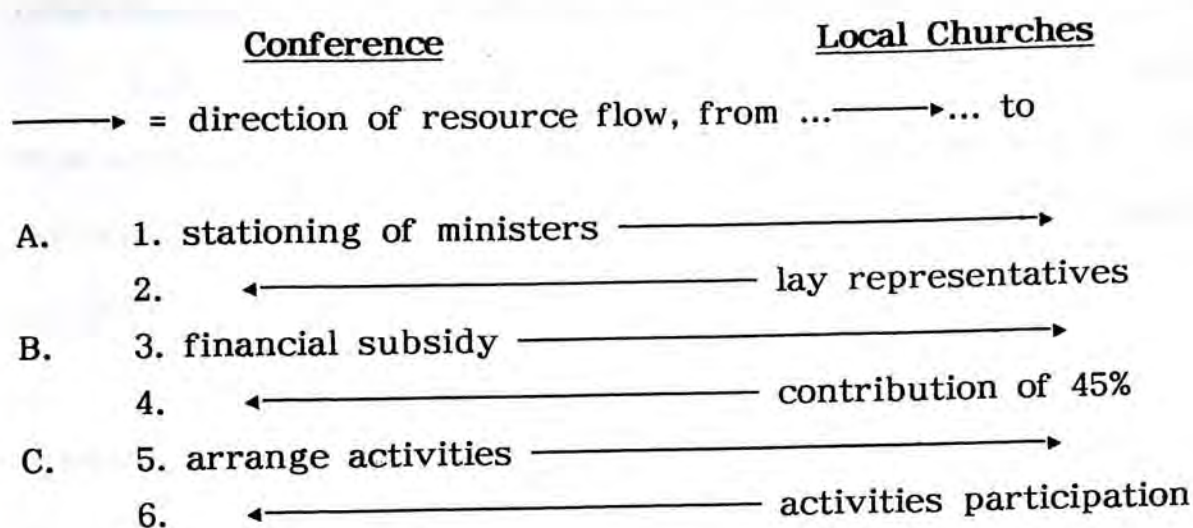 Conference Local Churches
→ = direction of resource flow, from ...→... to
A. 1. stationing of ministers →
2. ← lay representatives
B. 3. financial subsidy →
4. ← contribution of 45%
C. 5. arrange activities →
6. ← activities participation